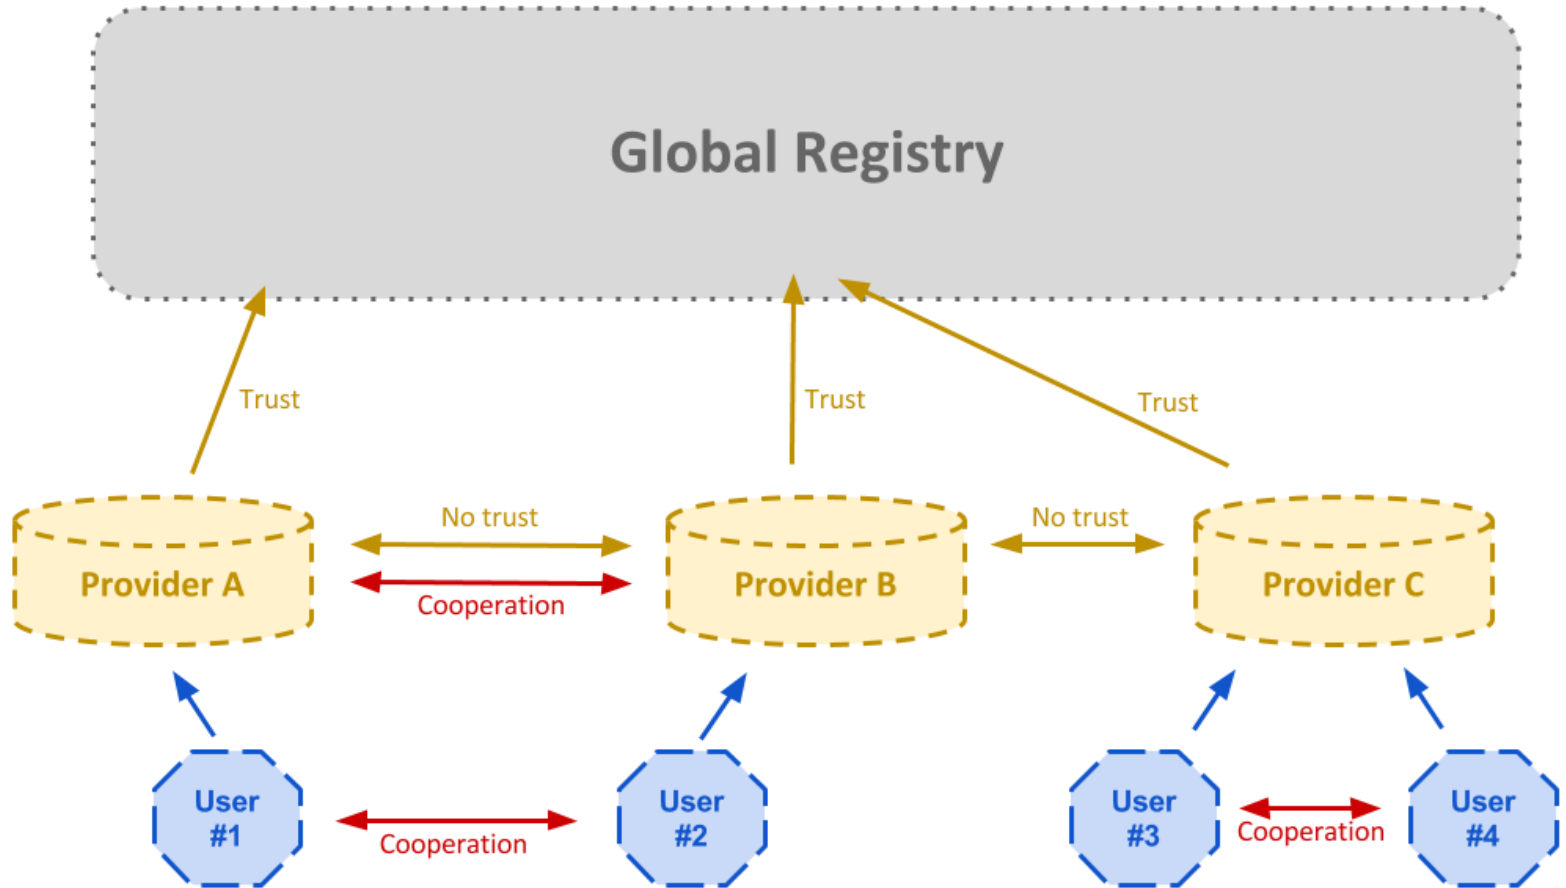 Global Registry
Trust
Trust
Trust
No trust
No trust
Provider A
Provider B
Provider C
Cooperation
User
#1
User
#2
User
#3
User
#4
Cooperation
Cooperation